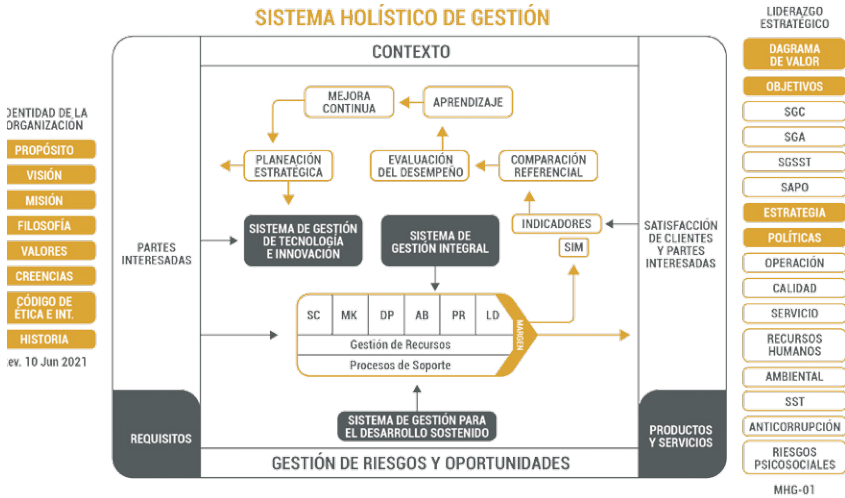 SISTEMA HOLÍSTICO DE GESTIÓN
CONTEXTO
DENTIDAD DE LA
ORGANIZACIÓN
PROPÓSITO
VISIÓN
MISIÓN
FILOSOFÍA
VALORES
CREENCIAS
CÓDIGO DE
ÉTICA E INT.
HISTORIA
ev. 10 Jun 2021
PARTES
INTERESADAS
REQUISITOS
MEJORA
CONTINUA
APRENDIZAJE
PLANEACIÓN
ESTRATÉGICA
EVALUACIÓN
DEL DESEMPEÑO
COMPARACIÓN
REFERENCIAL
SISTEMA DE GESTIÓN
DE TECNOLOGÍA
E INNOVACIÓN
SISTEMA DE
GESTIÓN INTEGRAL
INDICADORES
SIM
SC MK DP AB PR LD
Gestión de Recursos
Procesos de Soporte
MARGEN
SISTEMA DE GESTIÓN PARA
EL DESARROLLO SOSTENIDO
GESTIÓN DE RIESGOS Y OPORTUNIDADES
SATISFACCIÓN
DE CLIENTES
Y PARTES
INTERESADAS
PRODUCTOS
Y SERVICIOS
LIDERAZGO
ESTRATÉGICO
DAGRAMA
DE VALOR
OBJETIVOS
SGC
SGA
SGSST
SAPO
ESTRATEGIA
POLÍTICAS
OPERACIÓN
CALIDAD
SERVICIO
RECURSOS
HUMANOS
AMBIENTAL
SST
ANTICORRUPCIÓN
RIESGOS
PSICOSOCIALES
MHG-01